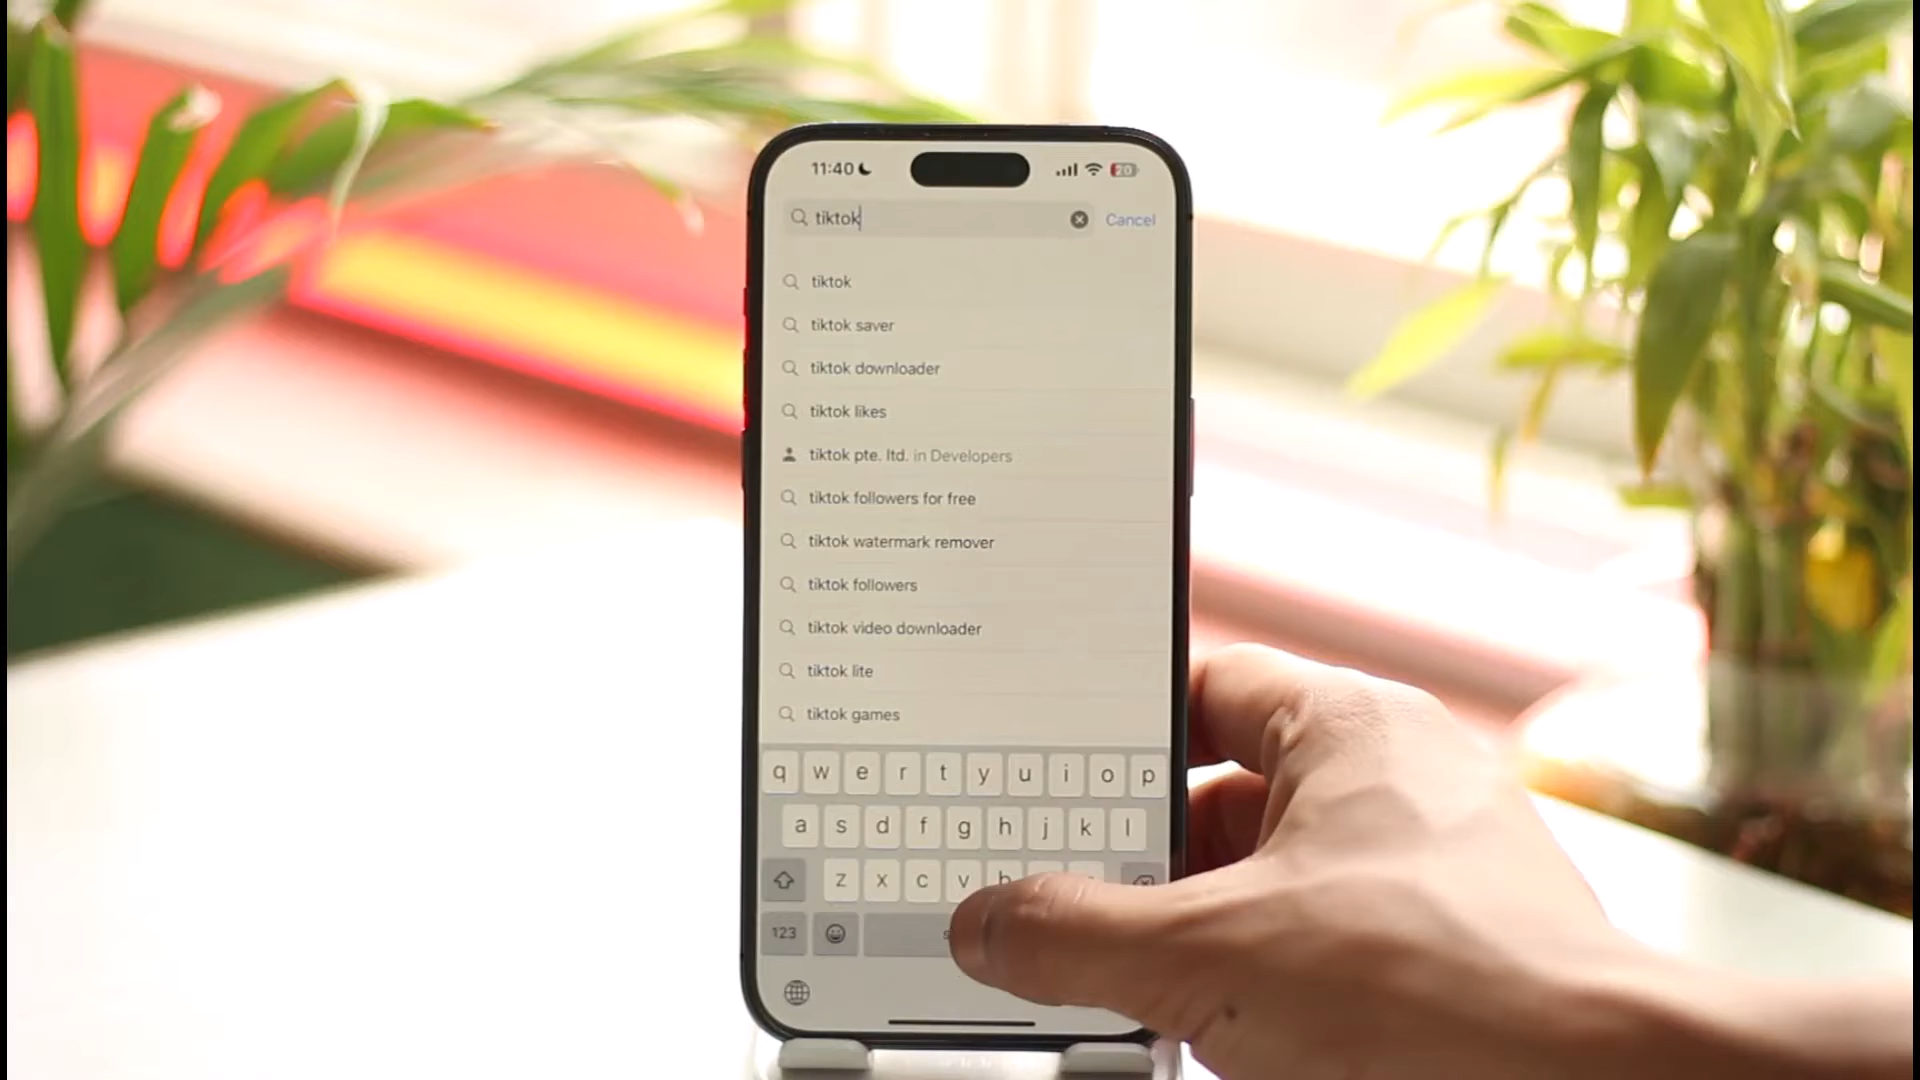 11:40 20
tiktok Cancel
tiktok
tiktok saver
tiktok downloader
tiktok likes
tiktok pte. ltd. in Developers
tiktok followers for free
tiktok watermark remover
tiktok followers
tiktok video downloader
tiktok lite
tiktok games
q w e r t y u i o p
a s d f g h j k l
z x c v b
123 s